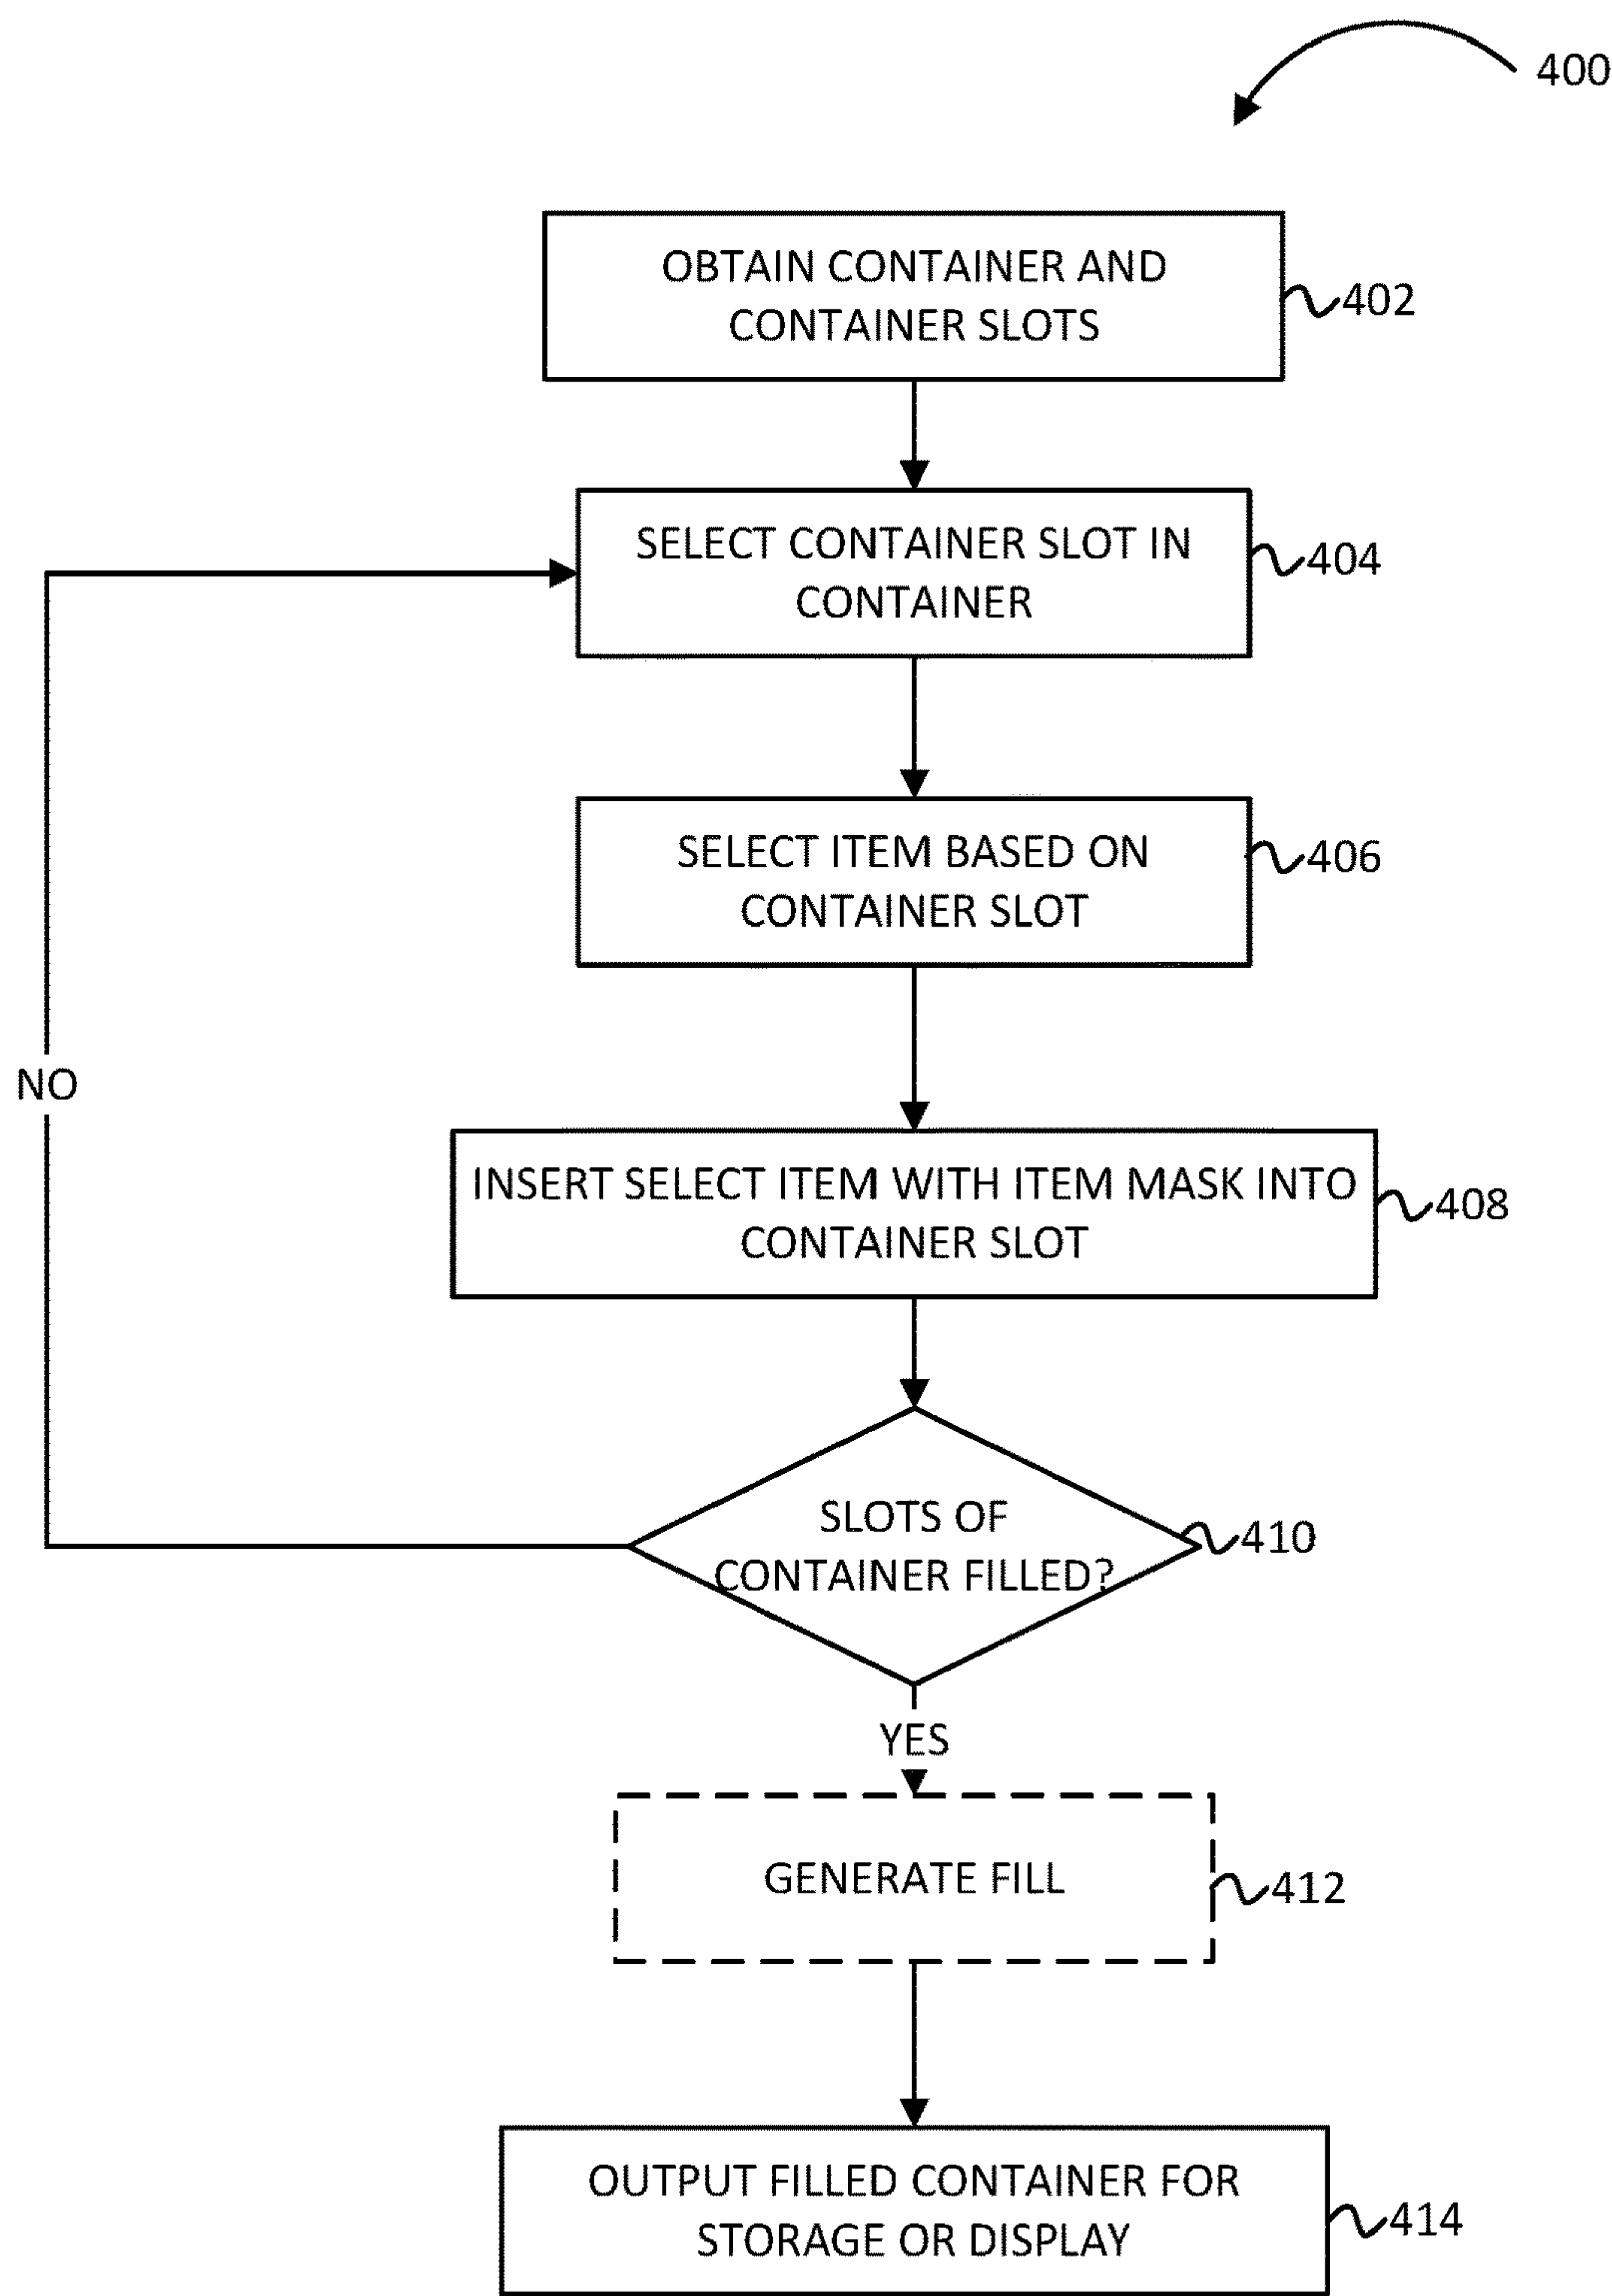 400
OBTAIN CONTAINER AND
CONTAINER SLOTS
402
SELECT CONTAINER SLOT IN
CONTAINER
404
SELECT ITEM BASED ON
CONTAINER SLOT
406
NO
INSERT SELECT ITEM WITH ITEM MASK INTO
CONTAINER SLOT
408
SLOTS OF
CONTAINER FILLED?
410
YES
GENERATE FILL
412
OUTPUT FILLED CONTAINER FOR
STORAGE OR DISPLAY
414